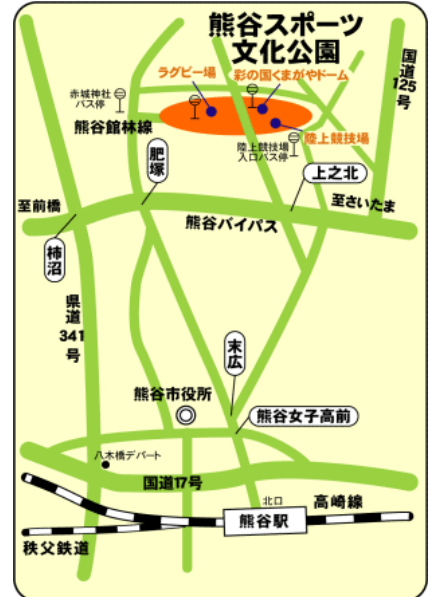 熊谷スポーツ
文化公園
国道
125
号
ラグビー場
彩の国くまがやドーム
赤城神社
バス停
熊谷館林線
陸上競技場
陸上競技場
入口バス停
肥塚
上之北
至前橋
至さいたま
熊谷バイパス
柿沼
県道
341
号
末広
熊谷市役所
熊谷女子高前
八木橋デパート
国道17号
北口
高崎線
熊谷駅
秩父鉄道